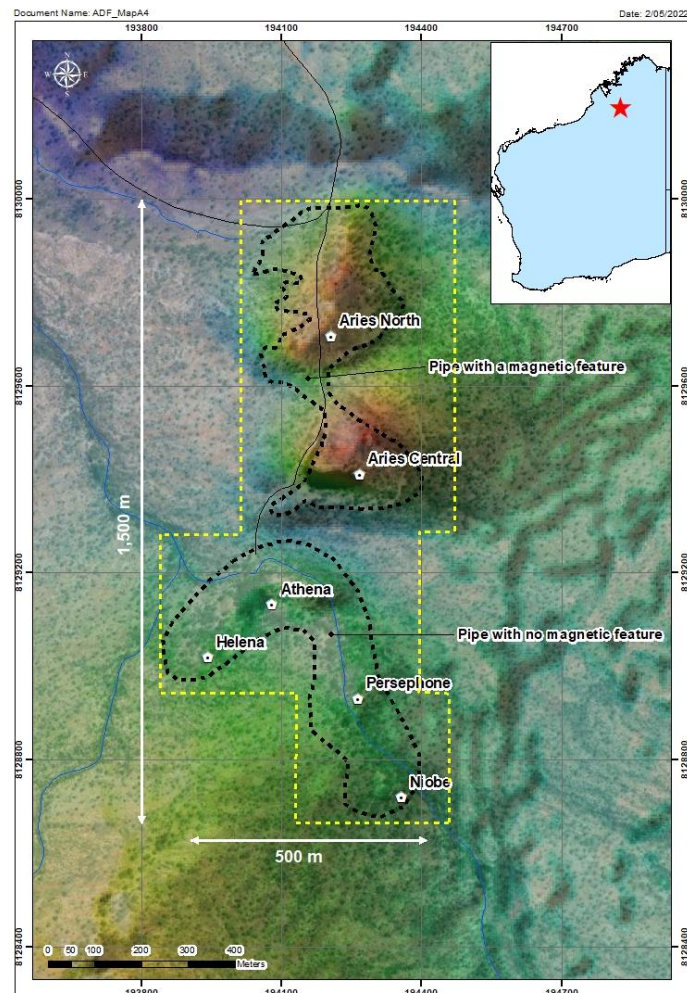 Document Name: ADF_MapA4
Date: 2/05/2022
193800
194100
194400
194700
N
W
E
S
8130000
8130000
Aries North
Pipe with a magnetic feature
8129600
8129600
Aries Central
1,500 m
8129200
8129200
Athena
Pipe with no magnetic feature
Helena
Persephone
8128800
8128800
Niobe
500 m
8128400
8128400
0 50 100 200 300 400
Meters
193800
194100
194400
194700